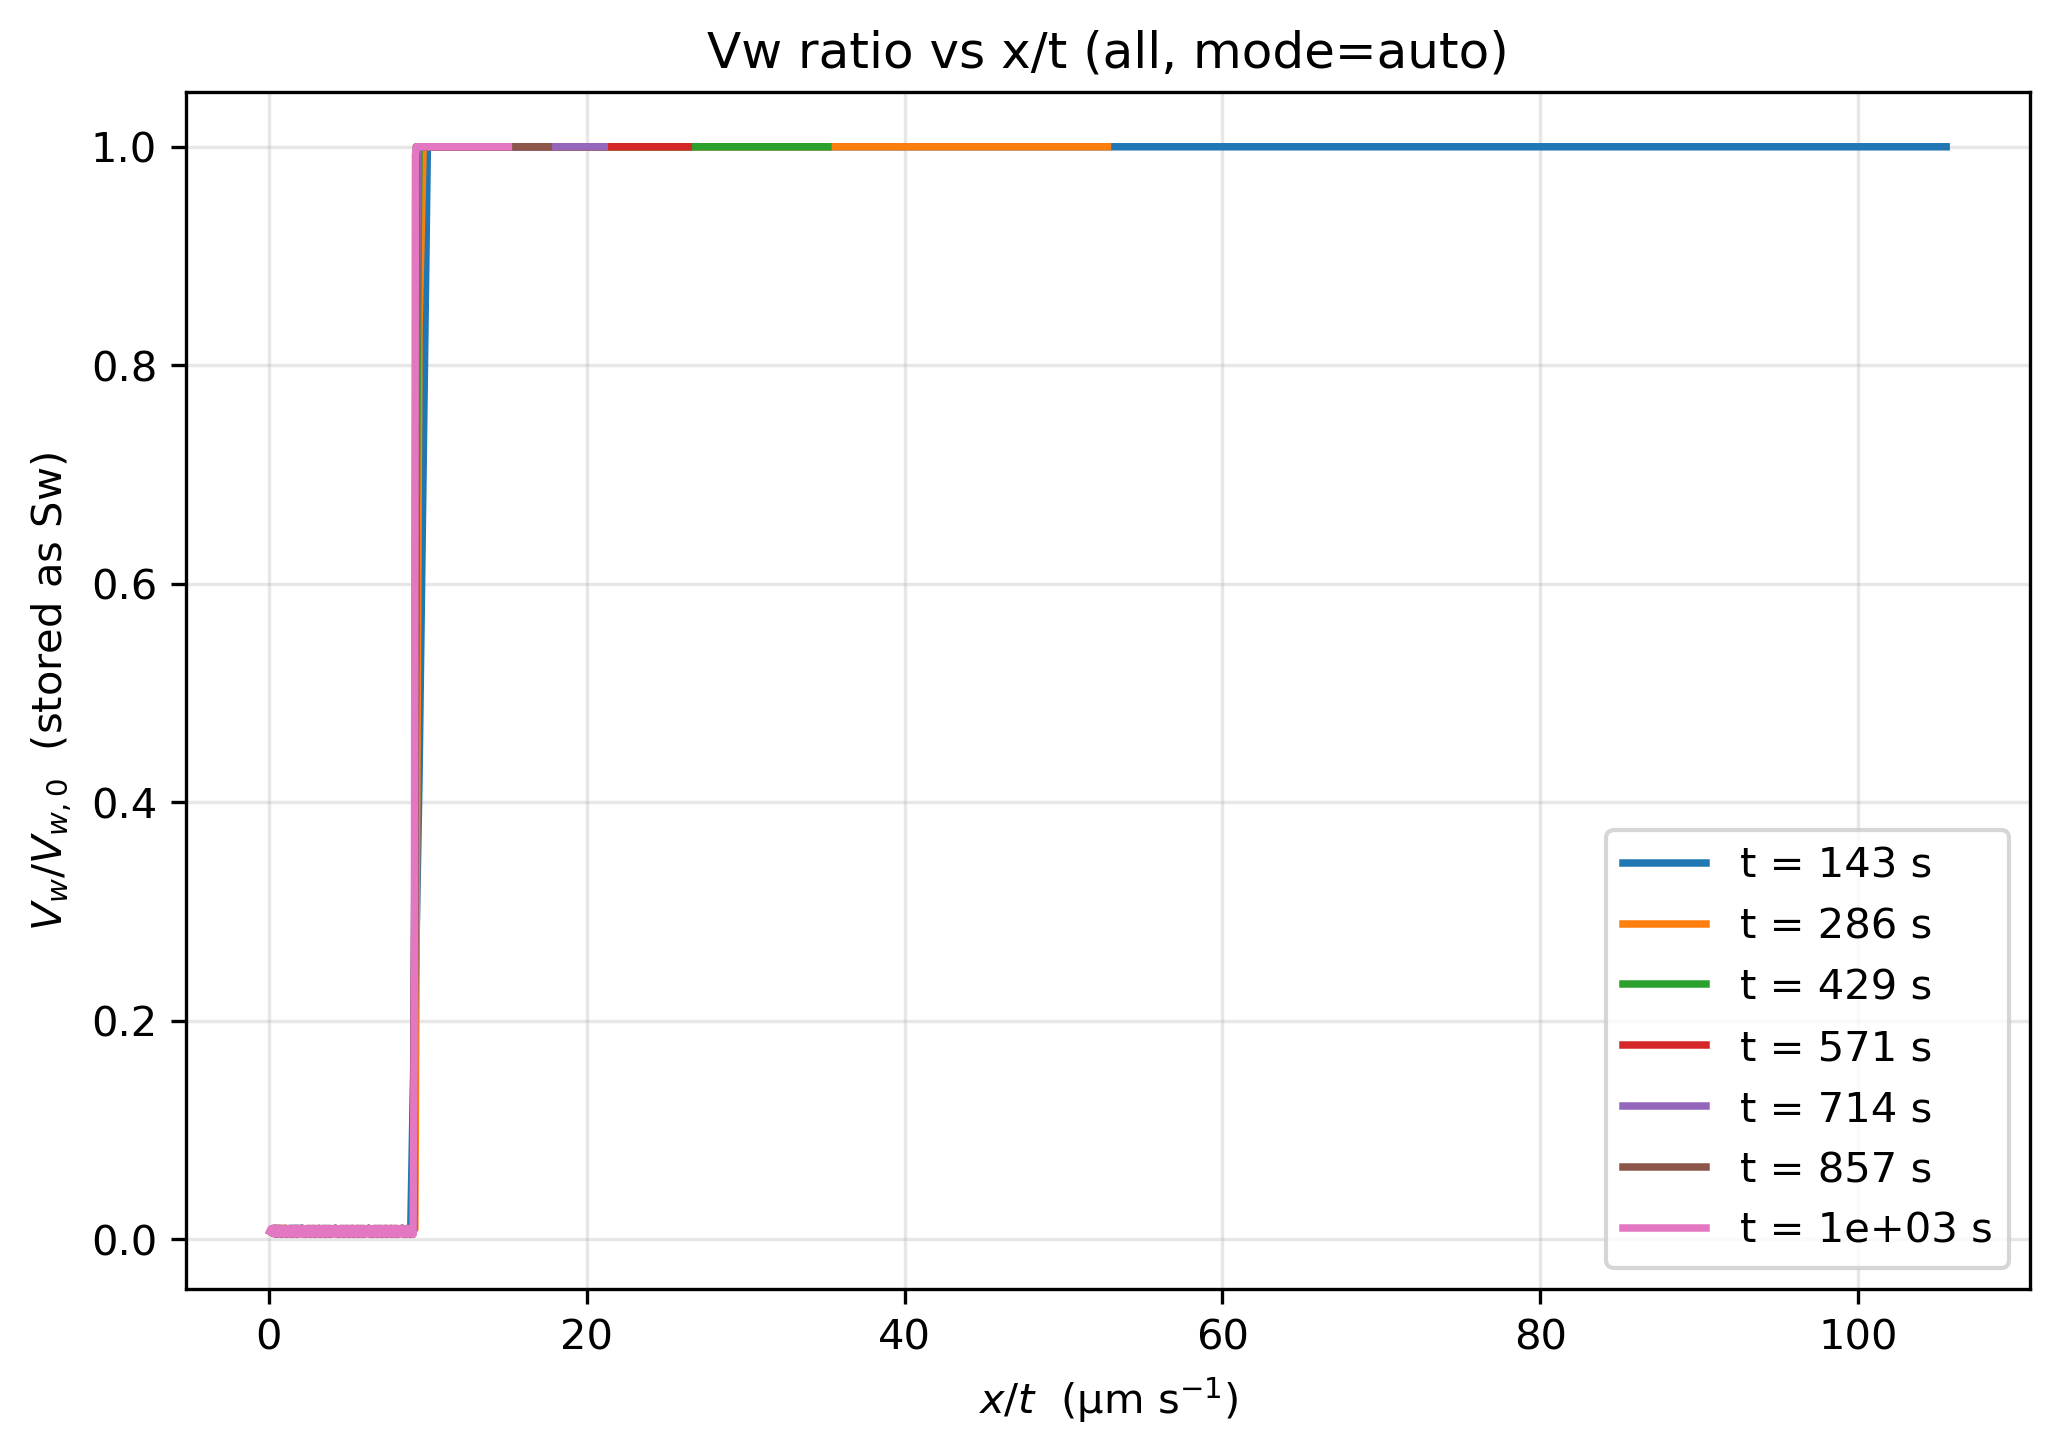 Vw ratio vs x/t (all, mode=auto)
1.0
0.8
0.6
0.4
0.2
0.0
V_w/V_{w,0} (stored as Sw)
0 20 40 60 80 100
x/t (μm s⁻¹)
t = 143 s
t = 286 s
t = 429 s
t = 571 s
t = 714 s
t = 857 s
t = 1e+03 s